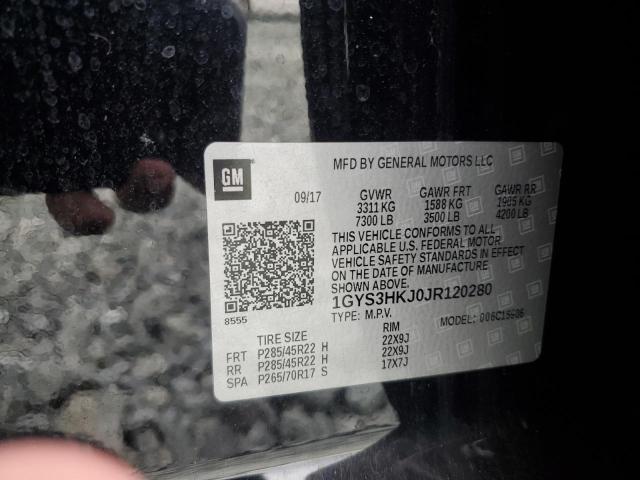 GM
MFD BY GENERAL MOTORS LLC
09/17 GVWR GAWR FRT GAWR RR
3311 KG 1588 KG 1905 KG
7300 LB 3500 LB 4200 LB
THIS VEHICLE CONFORMS TO ALL
APPLICABLE U.S. FEDERAL MOTOR
VEHICLE SAFETY STANDARDS IN EFFECT
ON THE DATE OF MANUFACTURE
SHOWN ABOVE.
1GYS3HKJ0JR120280
8555 TYPE: M.P.V. MODEL:
TIRE SIZE RIM
FRT P285/45R22 H 22X9J
RR P285/45R22 H 22X9J
SPA P265/70R17 S 17X7J